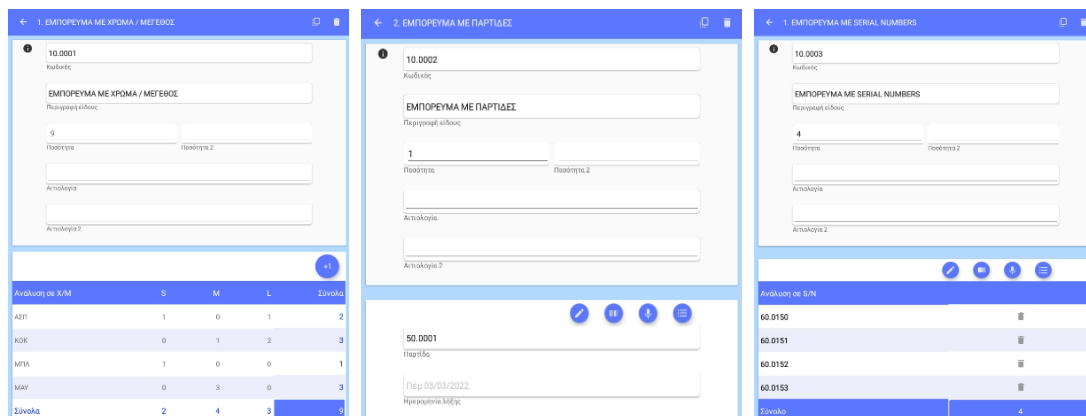 1. ΕΜΠΟΡΕΥΜΑ ΜΕ ΧΡΩΜΑ / ΜΕΓΕΘΟΣ
10.0001
Κωδικός
ΕΜΠΟΡΕΥΜΑ ΜΕ ΧΡΩΜΑ / ΜΕΓΕΘΟΣ
Περιγραφή είδους
9
Ποσότητα Ποσότητα 2
Αιτιολογία
Αιτιολογία 2
+1
Ανάλυση σε Χ/Μ S M L Σύνολα
ΑΣΠ 1 0 1 2
ΚΟΚ 0 1 2 3
ΜΠΛ 1 0 0 1
ΜΑΥ 0 3 0 3
Σύνολα 2 4 3 9
2. ΕΜΠΟΡΕΥΜΑ ΜΕ ΠΑΡΤΙΔΕΣ
10.0002
Κωδικός
ΕΜΠΟΡΕΥΜΑ ΜΕ ΠΑΡΤΙΔΕΣ
Περιγραφή είδους
1
Ποσότητα Ποσότητα 2
Αιτιολογία
Αιτιολογία 2
50.0001
Παρτίδα
Πέμ 03/03/2022
Ημερομηνία λήξης
1. ΕΜΠΟΡΕΥΜΑ ΜΕ SERIAL NUMBERS
10.0003
Κωδικός
ΕΜΠΟΡΕΥΜΑ ΜΕ SERIAL NUMBERS
Περιγραφή είδους
4
Ποσότητα Ποσότητα 2
Αιτιολογία
Αιτιολογία 2
Ανάλυση σε S/N
60.0150
60.0151
60.0152
60.0153
Σύνολο 4